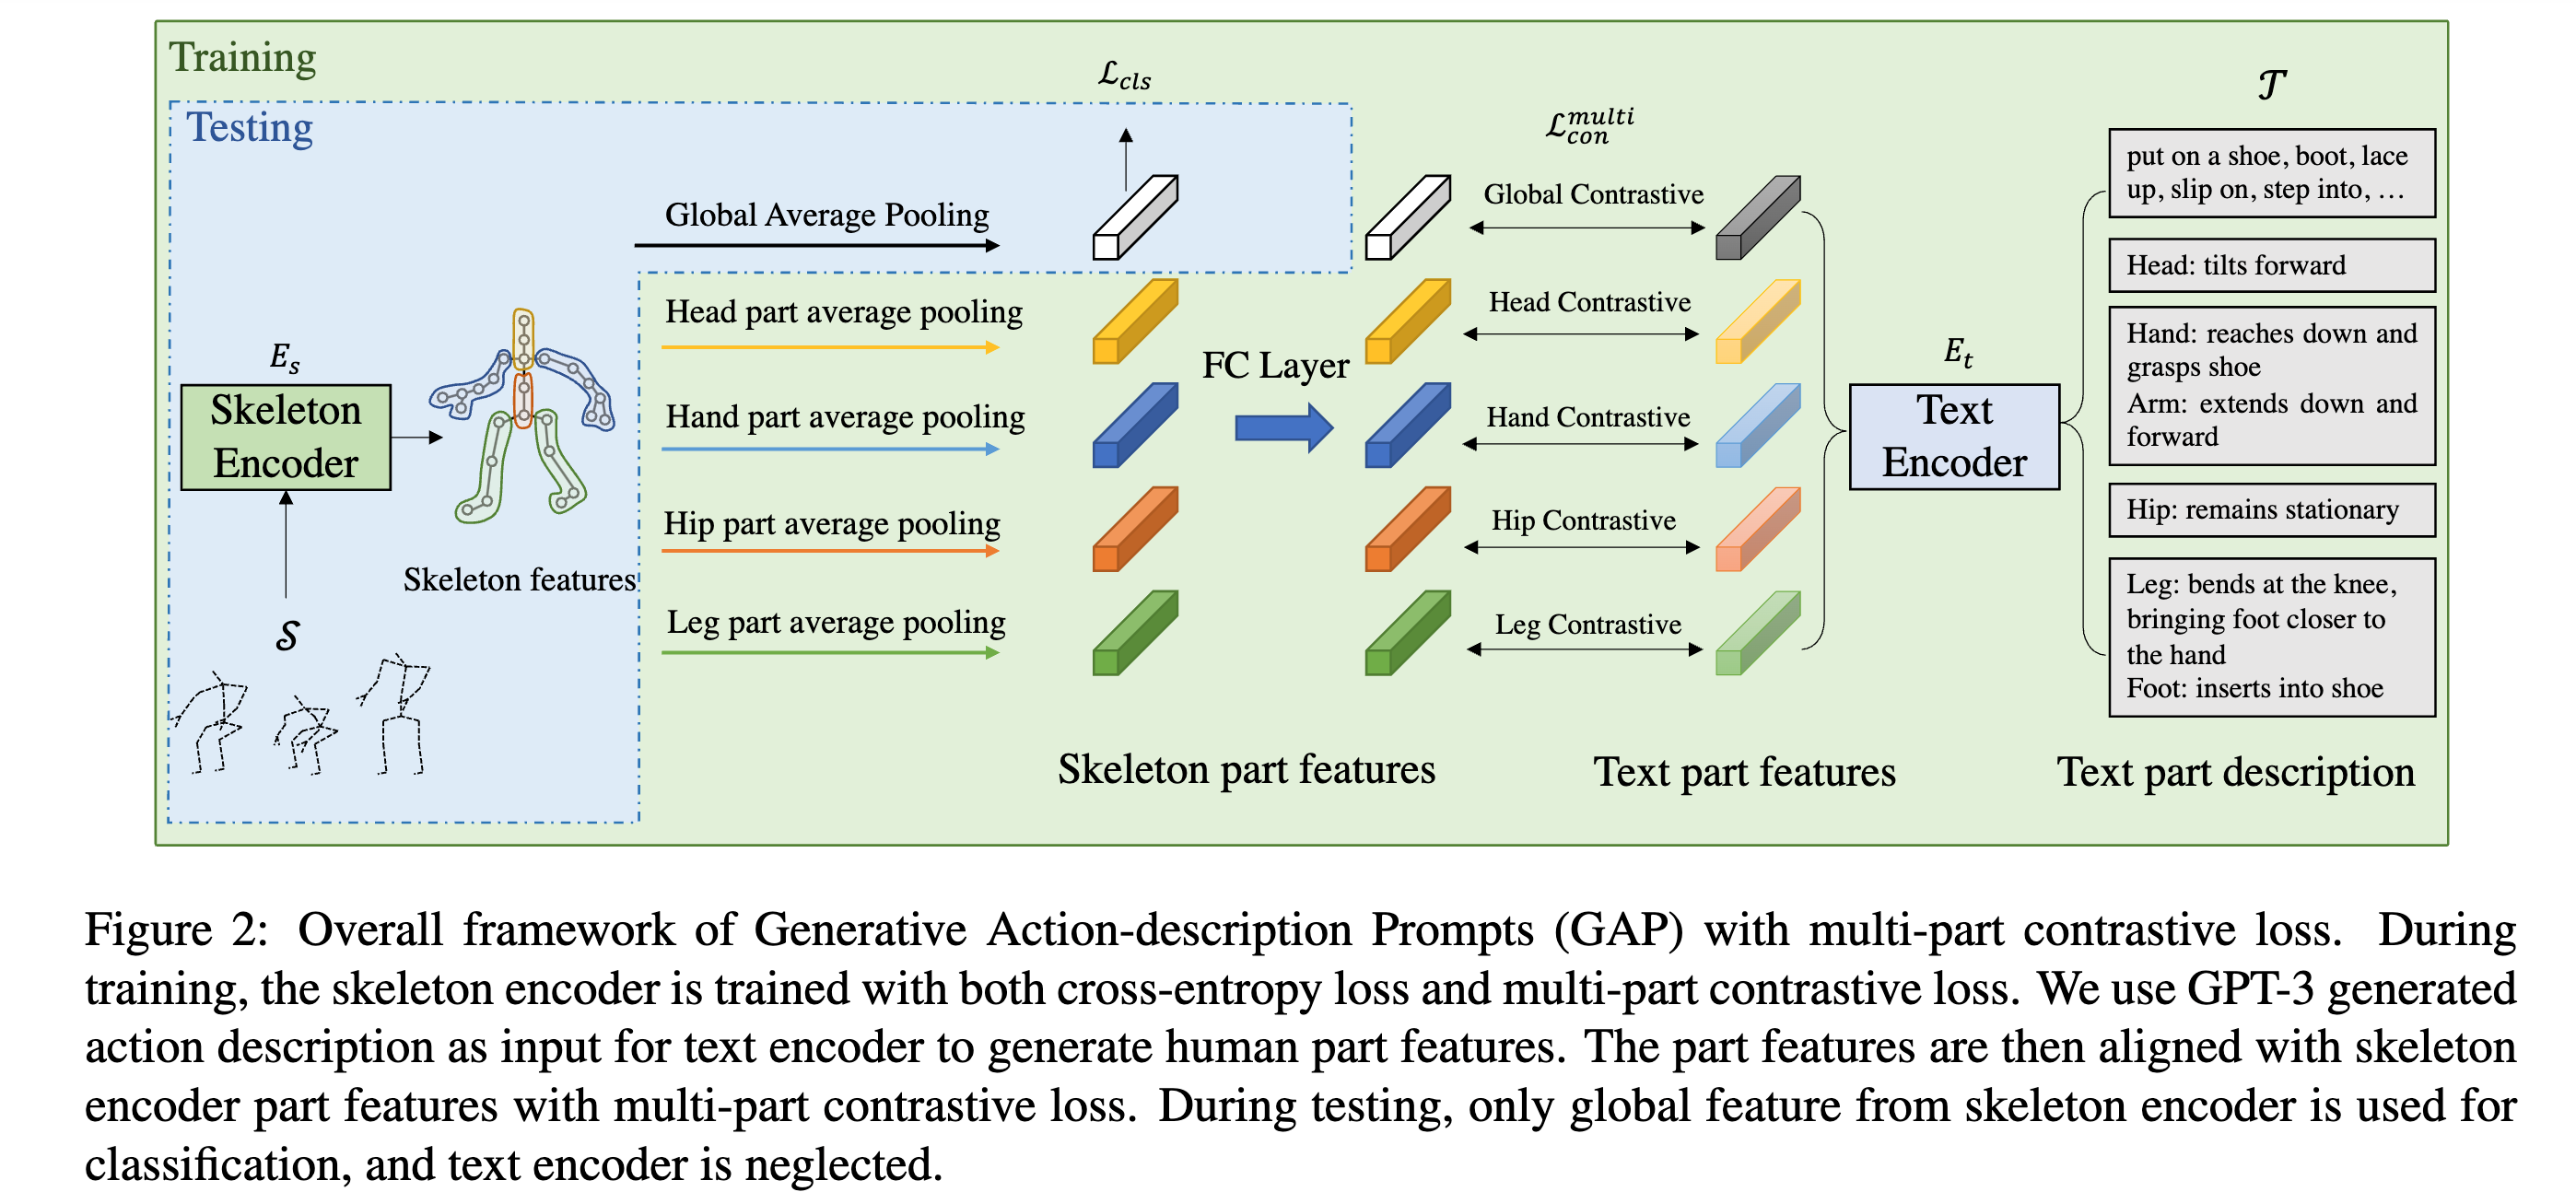 Training
Testing
ℒcls
𝒯
ℒcon^multi
Global Average Pooling
Global Contrastive
put on a shoe, boot, lace
up, slip on, step into, …
Head part average pooling
Head Contrastive
Head: tilts forward
Es
Skeleton
Encoder
FC Layer
Hand part average pooling
Hand Contrastive
Et
Text
Encoder
Hand: reaches down and
grasps shoe
Arm: extends down and
forward
Hip part average pooling
Hip Contrastive
Hip: remains stationary
Skeleton features
Leg part average pooling
Leg Contrastive
Leg: bends at the knee,
bringing foot closer to
the hand
Foot: inserts into shoe
𝒮
Skeleton part features
Text part features
Text part description
Figure 2: Overall framework of Generative Action-description Prompts (GAP) with multi-part contrastive loss. During
training, the skeleton encoder is trained with both cross-entropy loss and multi-part contrastive loss. We use GPT-3 generated
action description as input for text encoder to generate human part features. The part features are then aligned with skeleton
encoder part features with multi-part contrastive loss. During testing, only global feature from skeleton encoder is used for
classification, and text encoder is neglected.